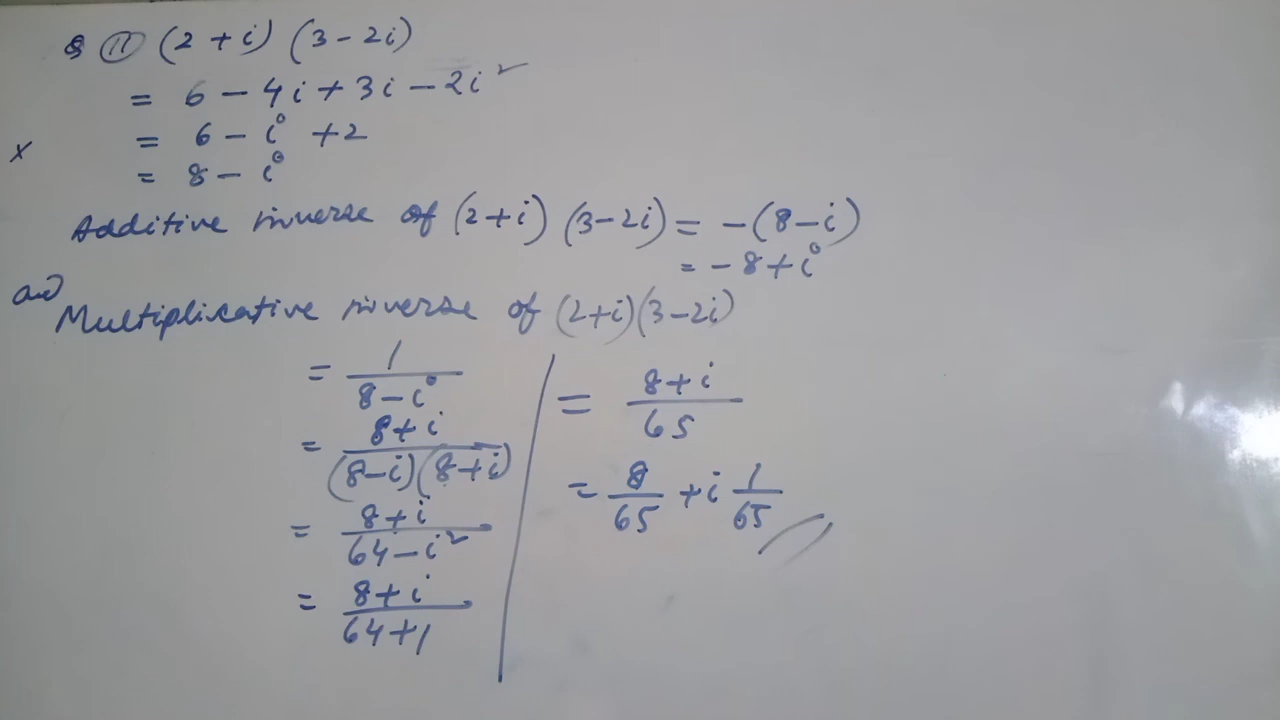 Q (11) (2 + i) (3 - 2i)
= 6 - 4i + 3i - 2i²
x
= 6 - i + 2
= 8 - i
Additive inverse of (2+i) (3-2i) = -(8-i)
= -8 + i
and
Multiplicative inverse of (2+i)(3-2i)
= 1/(8-i)
= (8+i)/((8-i)(8+i))
= (8+i)/(64-i²)
= (8+i)/(64+1)
= (8+i)/65
= 8/65 + i 1/65